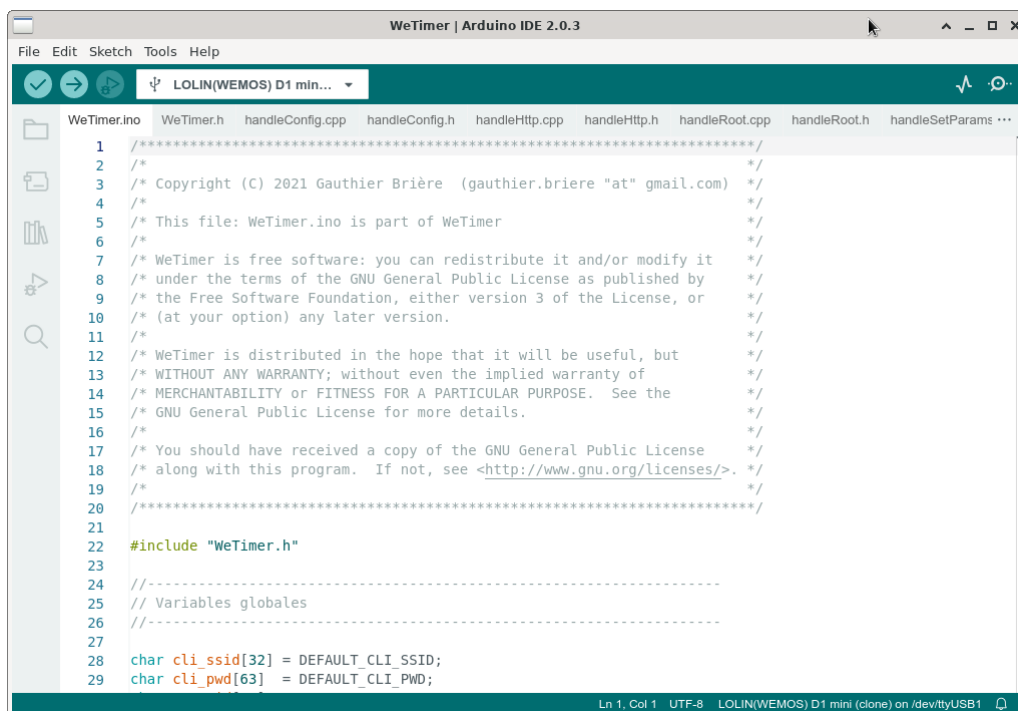 WeTimer | Arduino IDE 2.0.3
File Edit Sketch Tools Help
LOLIN(WEMOS) D1 min...
WeTimer.ino WeTimer.h handleConfig.cpp handleConfig.h handleHttp.cpp handleHttp.h handleRoot.cpp handleRoot.h handleSetParams ...
1 /*************************************************************************/
2 /* */
3 /* Copyright (C) 2021 Gauthier Brière (gauthier.briere "at" gmail.com) */
4 /* */
5 /* This file: WeTimer.ino is part of WeTimer */
6 /* */
7 /* WeTimer is free software: you can redistribute it and/or modify it */
8 /* under the terms of the GNU General Public License as published by */
9 /* the Free Software Foundation, either version 3 of the License, or */
10 /* (at your option) any later version. */
11 /* */
12 /* WeTimer is distributed in the hope that it will be useful, but */
13 /* WITHOUT ANY WARRANTY; without even the implied warranty of */
14 /* MERCHANTABILITY or FITNESS FOR A PARTICULAR PURPOSE. See the */
15 /* GNU General Public License for more details. */
16 /* */
17 /* You should have received a copy of the GNU General Public License */
18 /* along with this program. If not, see <http://www.gnu.org/licenses/>. */
19 /* */
20 /*************************************************************************/
21
22 #include "WeTimer.h"
23
24 //--------------------------------------------------------------------
25 // Variables globales
26 //--------------------------------------------------------------------
27
28 char cli_ssid[32] = DEFAULT_CLI_SSID;
29 char cli_pwd[63] = DEFAULT_CLI_PWD;
Ln 1, Col 1 UTF-8 LOLIN(WEMOS) D1 mini (clone) on /dev/ttyUSB1